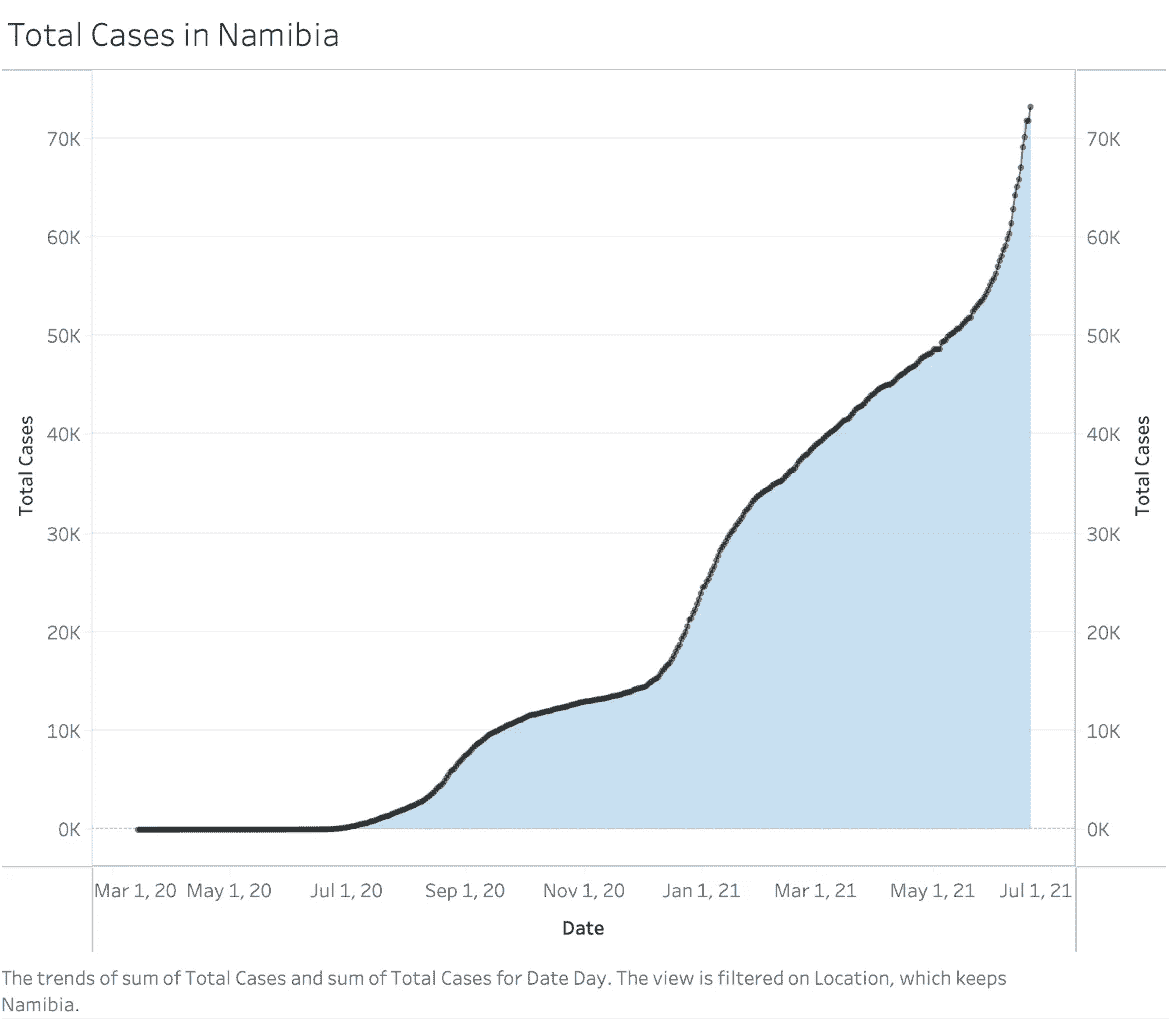 Total Cases in Namibia
70K
60K
50K
40K
30K
20K
10K
0K
Total Cases
70K
60K
50K
40K
30K
20K
10K
0K
Total Cases
Mar 1, 20 May 1, 20 Jul 1, 20 Sep 1, 20 Nov 1, 20 Jan 1, 21 Mar 1, 21 May 1, 21 Jul 1, 21
Date
The trends of sum of Total Cases and sum of Total Cases for Date Day. The view is filtered on Location, which keeps
Namibia.